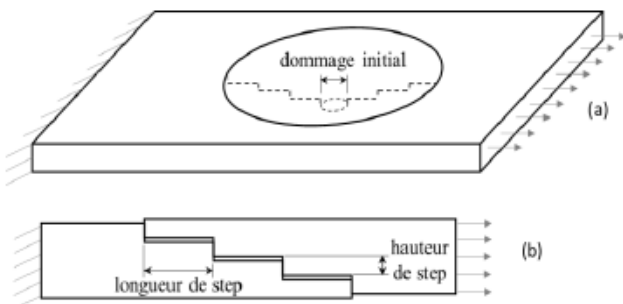 dommage initial
(a)
hauteur
de step
(b)
longueur de step